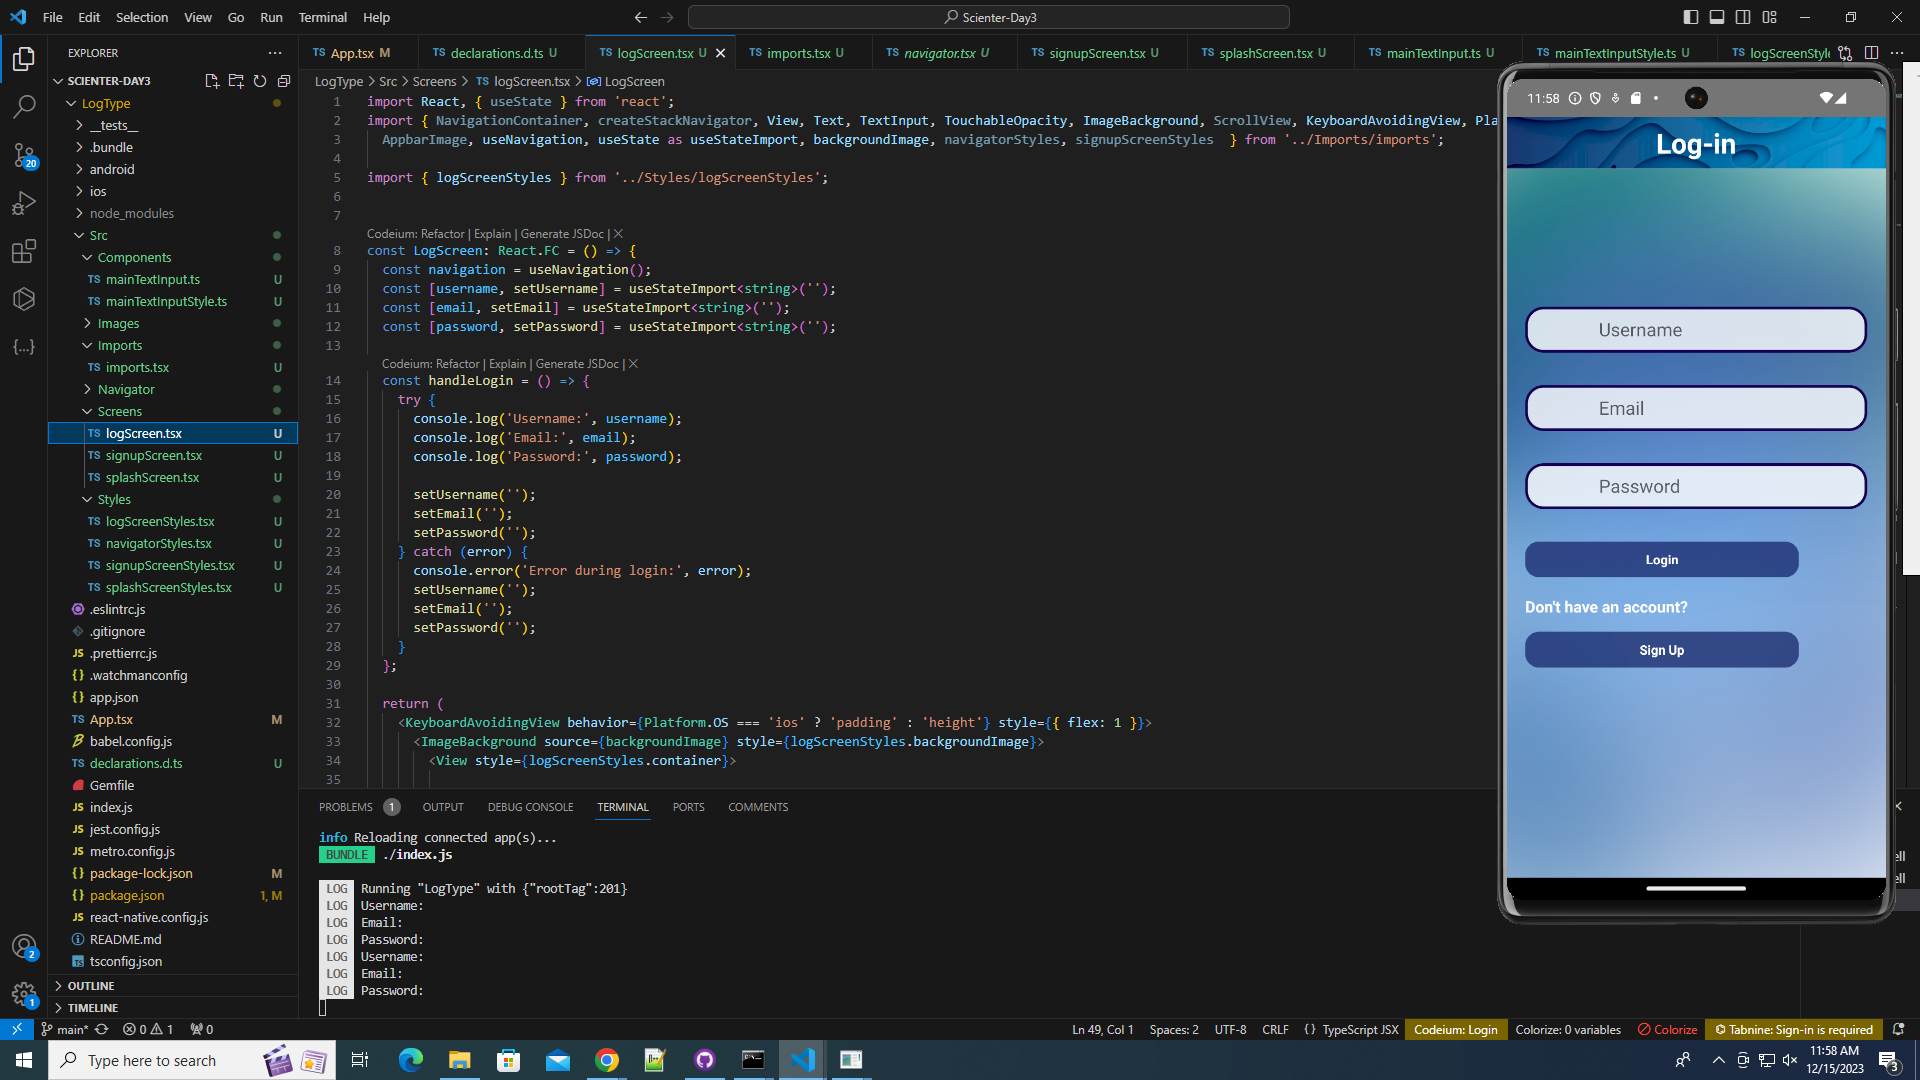 File Edit Selection View Go Run Terminal Help
Scienter-Day3
EXPLORER
SCIENTER-DAY3
LogType
__tests__
.bundle
android
ios
node_modules
Src
Components
TS mainTextInput.ts U
TS mainTextInputStyle.ts U
Images
Imports
TS imports.tsx U
Navigator
Screens
TS logScreen.tsx U
TS signupScreen.tsx U
TS splashScreen.tsx U
Styles
TS logScreenStyles.tsx U
TS navigatorStyles.tsx U
TS signupScreenStyles.tsx U
TS splashScreenStyles.tsx U
.eslintrc.js
.gitignore
JS .prettierrc.js
{} .watchmanconfig
{} app.json
TS App.tsx M
babel.config.js
TS declarations.d.ts U
Gemfile
JS index.js
JS jest.config.js
JS metro.config.js
{} package-lock.json M
{} package.json 1, M
JS react-native.config.js
README.md
tsconfig.json
OUTLINE
TIMELINE
20
2
1
TS App.tsx M TS declarations.d.ts U TS logScreen.tsx U TS imports.tsx U TS navigator.tsx U TS signupScreen.tsx U TS splashScreen.tsx U TS mainTextInput.ts U TS mainTextInputStyle.ts U TS logScreenStyl
LogType > Src > Screens > TS logScreen.tsx > LogScreen
1 import React, { useState } from 'react';
2 import { NavigationContainer, createStackNavigator, View, Text, TextInput, TouchableOpacity, ImageBackground, ScrollView, KeyboardAvoidingView, Pla
3 AppbarImage, useNavigation, useState as useStateImport, backgroundImage, navigatorStyles, signupScreenStyles } from '../Imports/imports';
4
5 import { logScreenStyles } from '../Styles/logScreenStyles';
6
7
Codeium: Refactor | Explain | Generate JSDoc | X
8 const LogScreen: React.FC = () => {
9 const navigation = useNavigation();
10 const [username, setUsername] = useStateImport<string>('');
11 const [email, setEmail] = useStateImport<string>('');
12 const [password, setPassword] = useStateImport<string>('');
13
Codeium: Refactor | Explain | Generate JSDoc | X
14 const handleLogin = () => {
15 try {
16 console.log('Username:', username);
17 console.log('Email:', email);
18 console.log('Password:', password);
19
20 setUsername('');
21 setEmail('');
22 setPassword('');
23 } catch (error) {
24 console.error('Error during login:', error);
25 setUsername('');
26 setEmail('');
27 setPassword('');
28 }
29 };
30
31 return (
32 <KeyboardAvoidingView behavior={Platform.OS === 'ios' ? 'padding' : 'height'} style={{ flex: 1 }}>
33 <ImageBackground source={backgroundImage} style={logScreenStyles.backgroundImage}>
34 <View style={logScreenStyles.container}>
35
PROBLEMS 1 OUTPUT DEBUG CONSOLE TERMINAL PORTS COMMENTS
info Reloading connected app(s)...
BUNDLE ./index.js
LOG Running "LogType" with {"rootTag":201}
LOG Username:
LOG Email:
LOG Password:
LOG Username:
LOG Email:
LOG Password:
ell
ell
11:58
Log-in
Username
Email
Password
Login
Don't have an account?
Sign Up
main* 0 1 0
Ln 49, Col 1 Spaces: 2 UTF-8 CRLF {} TypeScript JSX Codeium: Login Colorize: 0 variables Colorize Tabnine: Sign-in is required
Type here to search
11:58 AM
12/15/2023
3